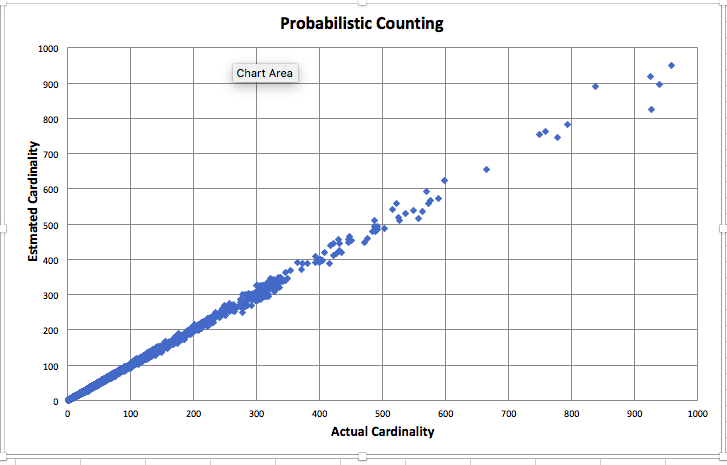 Probabilistic Counting
Chart Area
Estmated Cardinality
1000
900
800
700
600
500
400
300
200
100
0
0 100 200 300 400 500 600 700 800 900 1000
Actual Cardinality